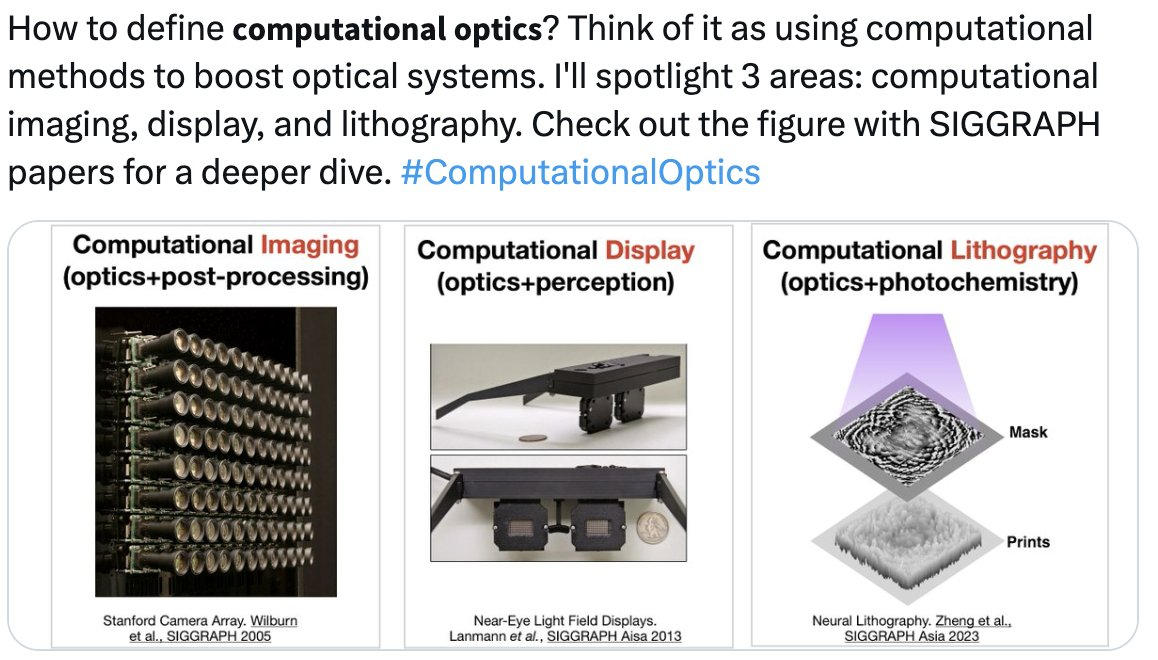 How to define computational optics? Think of it as using computational
methods to boost optical systems. I'll spotlight 3 areas: computational
imaging, display, and lithography. Check out the figure with SIGGRAPH
papers for a deeper dive. #ComputationalOptics
Computational Imaging
(optics+post-processing)
Stanford Camera Array. Wilburn
et al., SIGGRAPH 2005
Computational Display
(optics+perception)
Near-Eye Light Field Displays.
Lanmann et al., SIGGRAPH Aisa 2013
Computational Lithography
(optics+photochemistry)
Mask
Prints
Neural Lithography. Zheng et al.,
SIGGRAPH Asia 2023